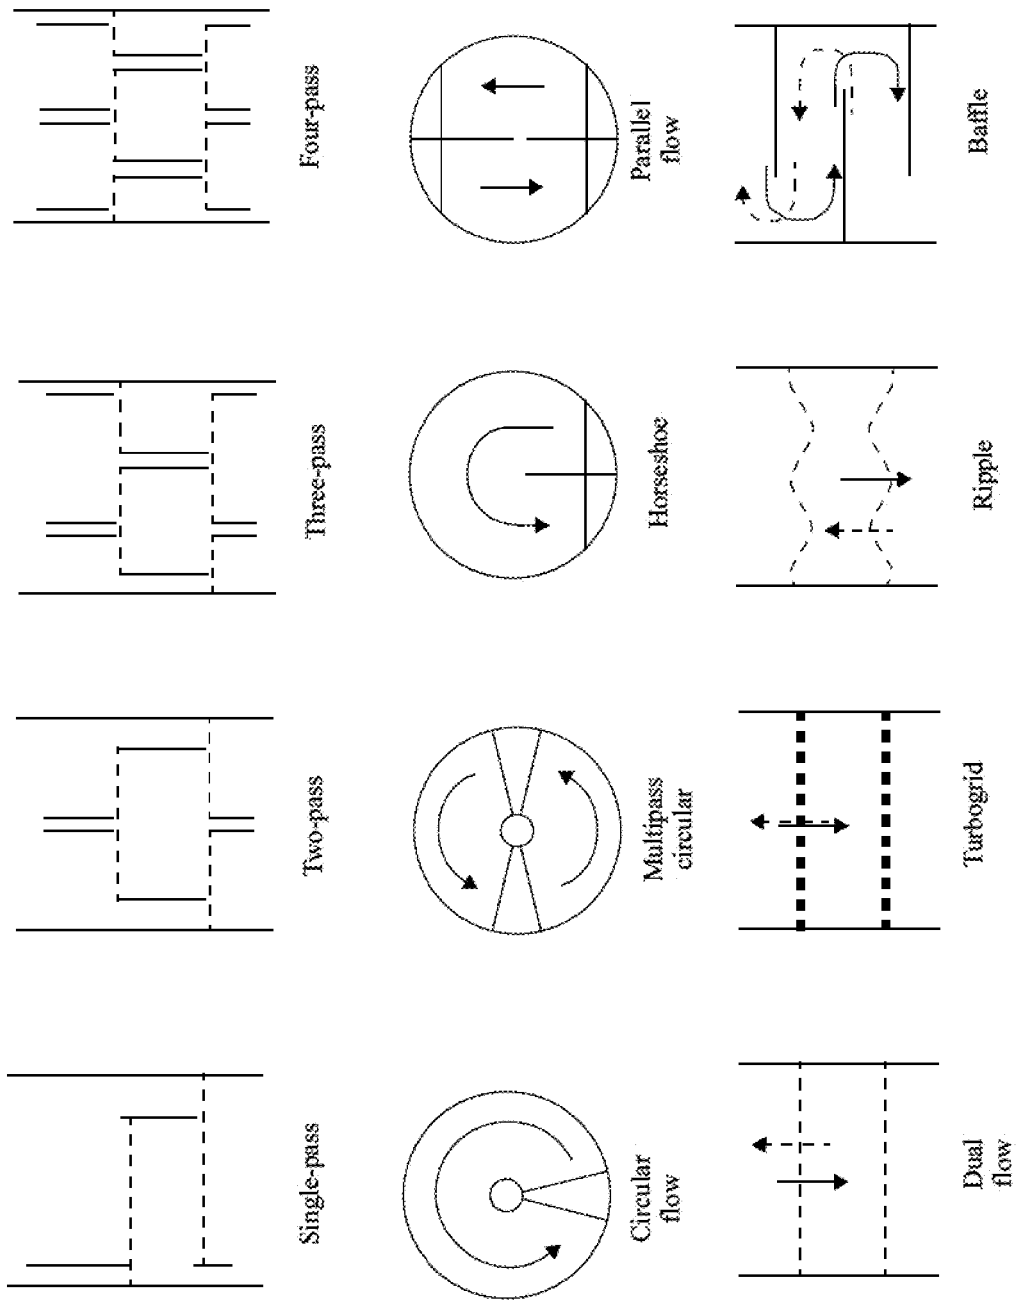 Single-pass
Two-pass
Three-pass
Four-pass
Circular
flow
Multipass
circular
Horseshoe
Parallel
flow
Dual
flow
Turbogrid
Ripple
Baffle